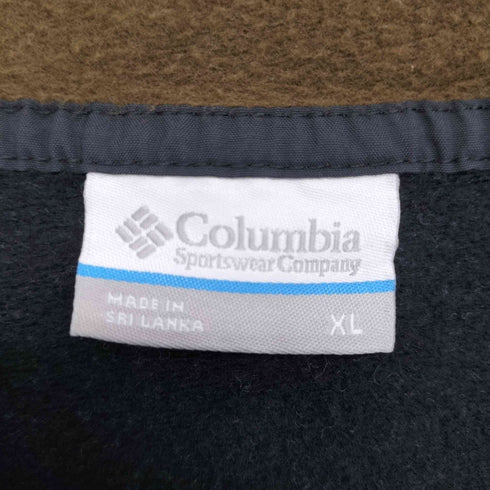 Columbia
Sportswear Company
MADE IN
SRI LANKA
XL